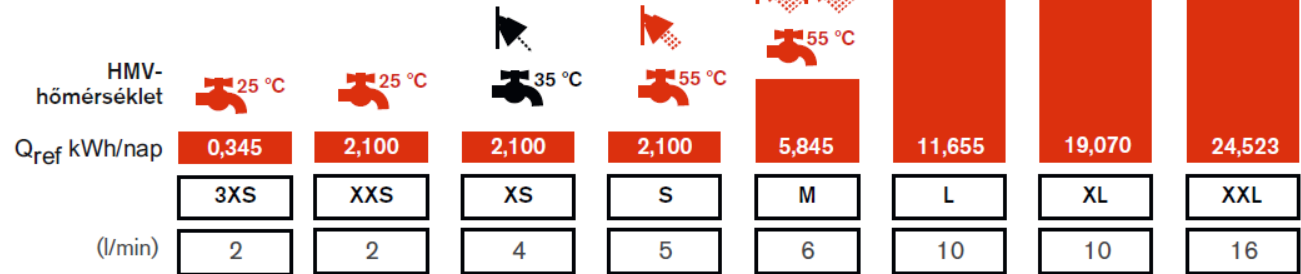 55 °C
HMV-
hőmérséklet 25 °C 25 °C 35 °C 55 °C
Qref kWh/nap 0,345 2,100 2,100 2,100 5,845 11,655 19,070 24,523
3XS XXS XS S M L XL XXL
(l/min) 2 2 4 5 6 10 10 16